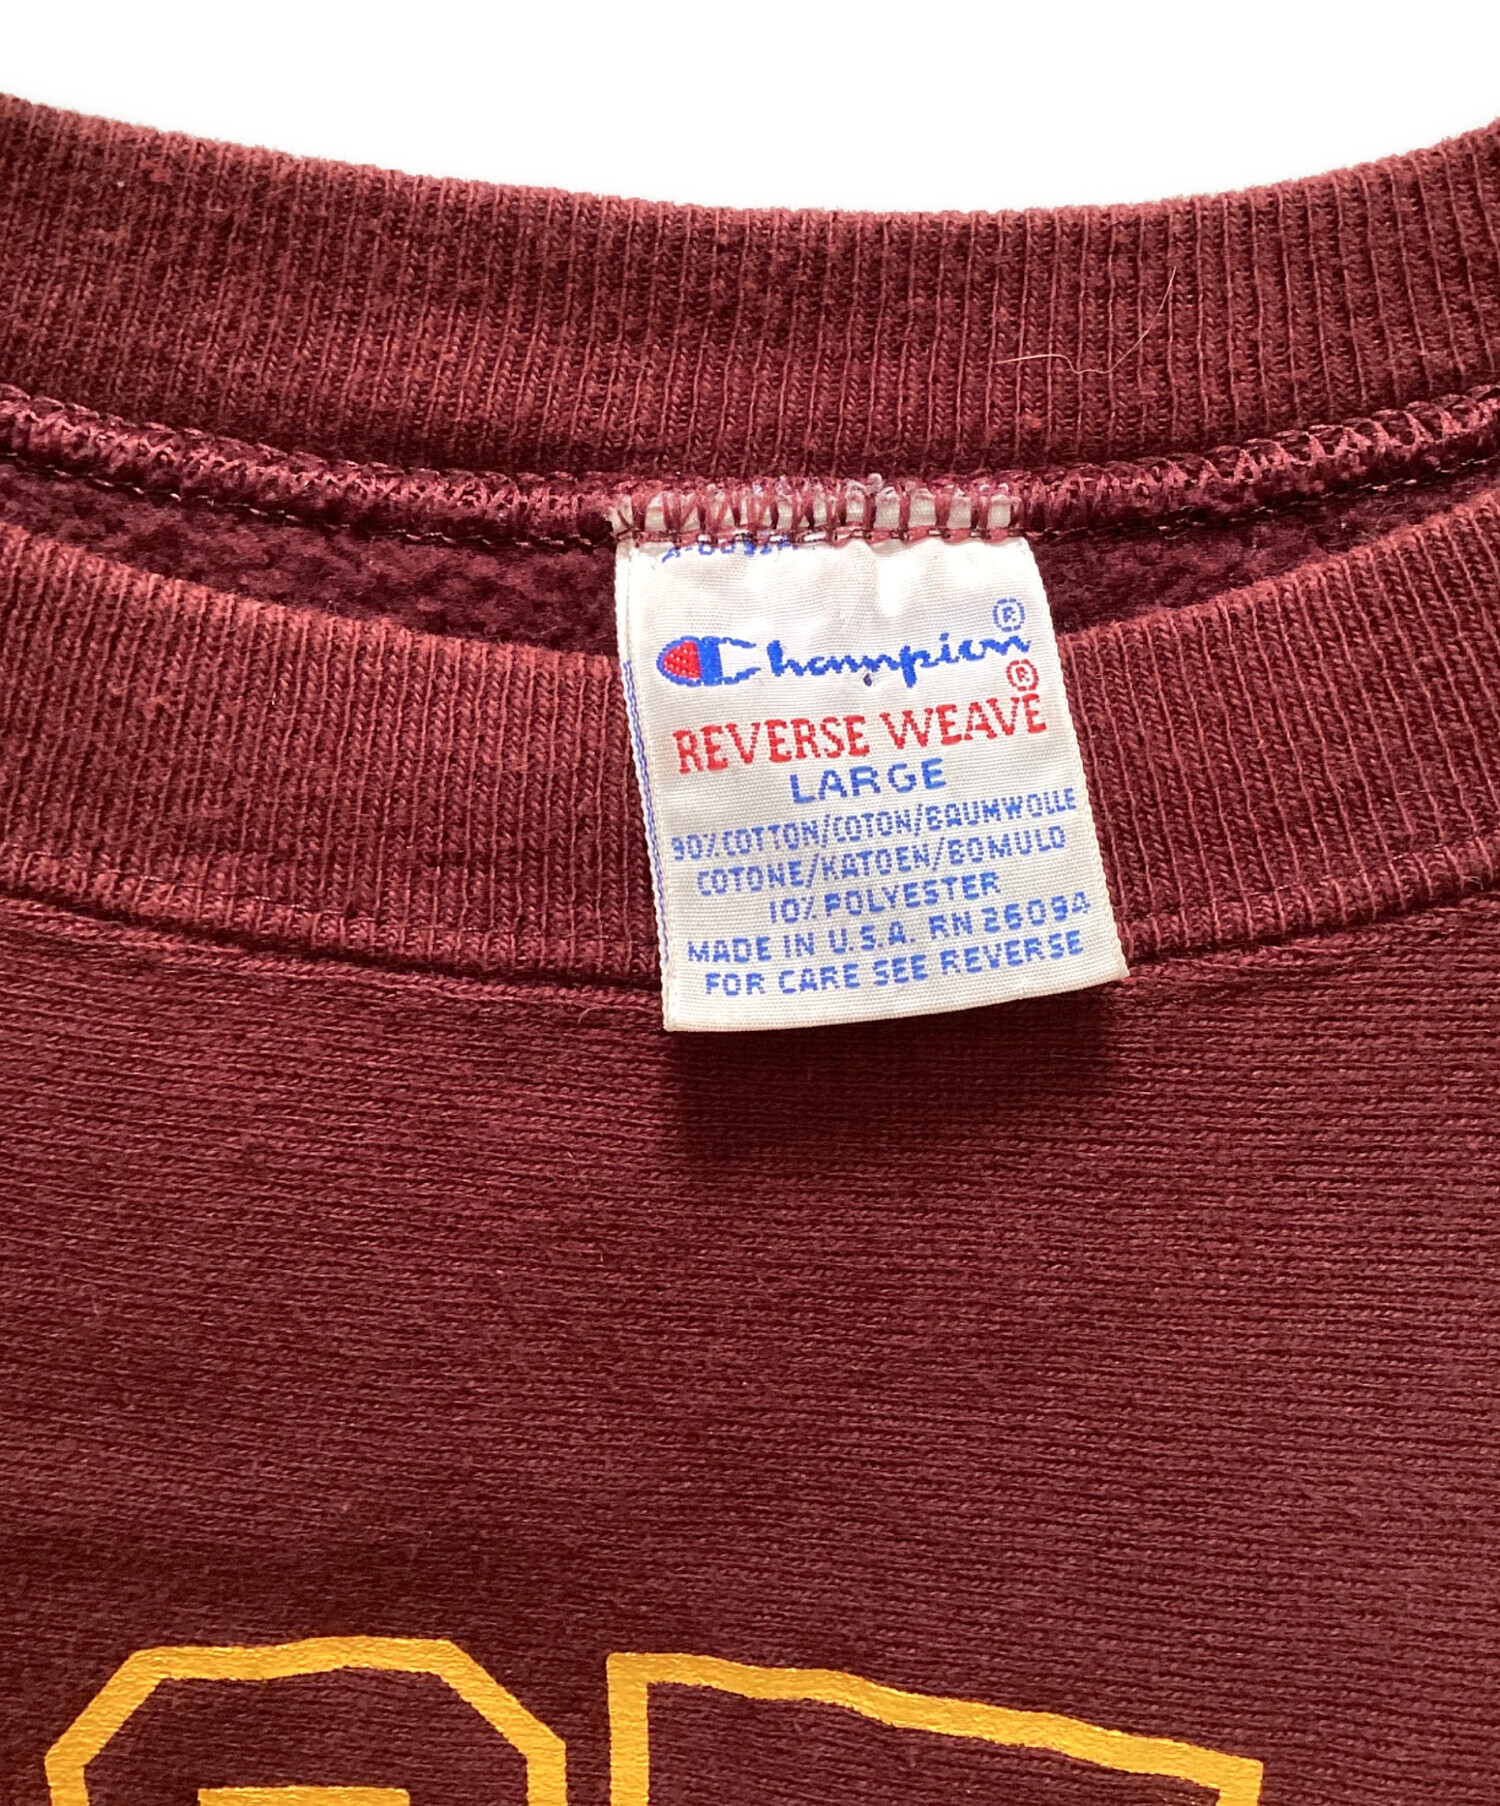 Champion®
REVERSE WEAVE®
LARGE
90% COTTON/COTON/BAUMWOLLE
COTONE/KATOEN/BOMULD
10% POLYESTER
MADE IN U.S.A. RN 26094
FOR CARE SEE REVERSE